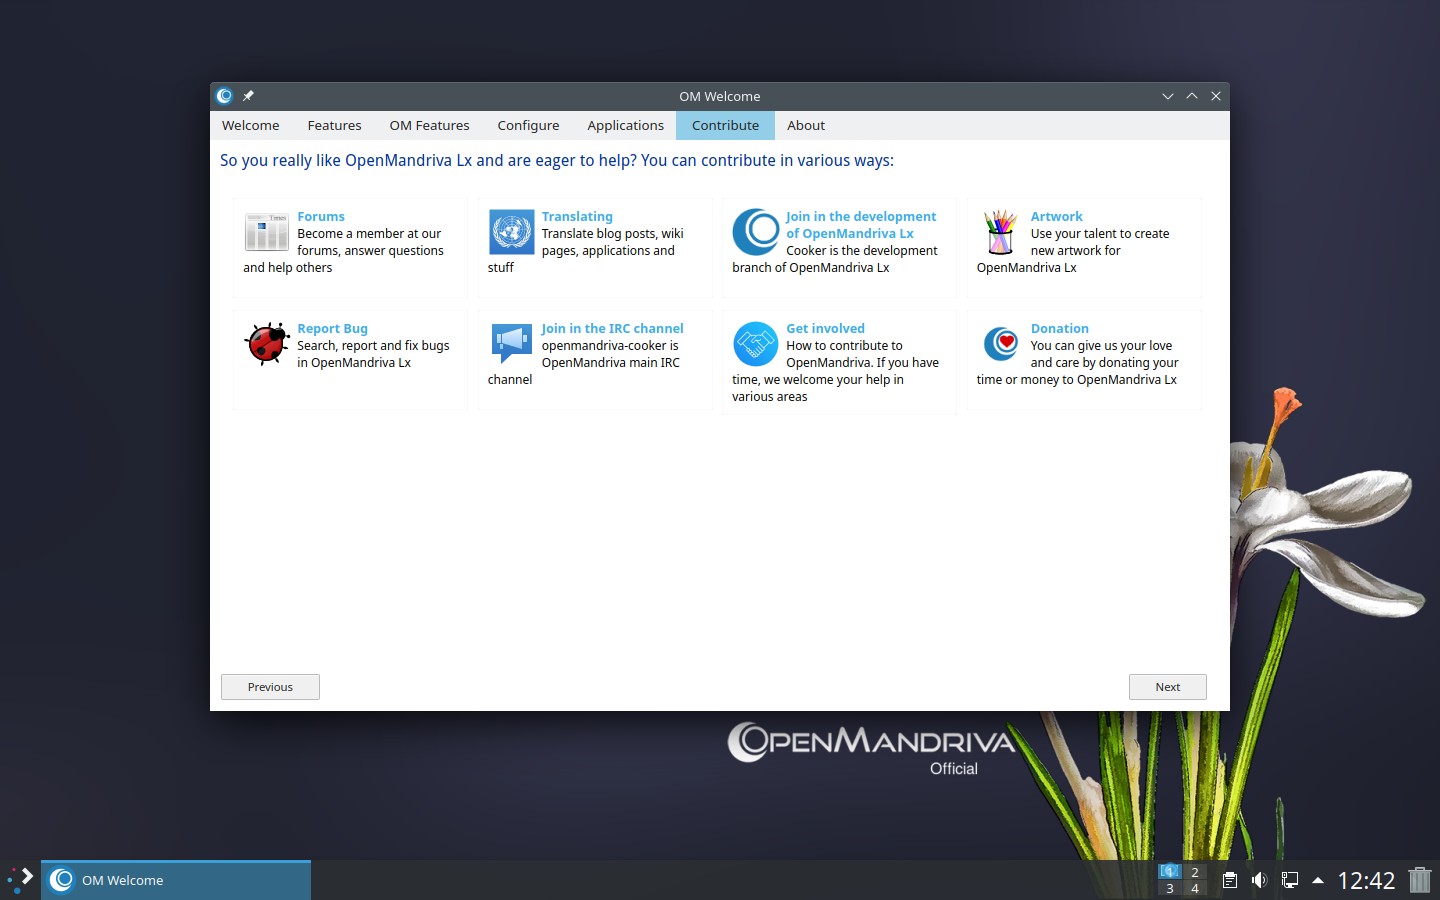 OM Welcome
Welcome Features OM Features Configure Applications Contribute About
So you really like OpenMandriva Lx and are eager to help? You can contribute in various ways:
Forums
Become a member at our
forums, answer questions
and help others
Translating
Translate blog posts, wiki
pages, applications and
stuff
Join in the development
of OpenMandriva Lx
Cooker is the development
branch of OpenMandriva Lx
Artwork
Use your talent to create
new artwork for
OpenMandriva Lx
Report Bug
Search, report and fix bugs
in OpenMandriva Lx
Join in the IRC channel
openmandriva-cooker is
OpenMandriva main IRC
channel
Get involved
How to contribute to
OpenMandriva. If you have
time, we welcome your help in
various areas
Donation
You can give us your love
and care by donating your
time or money to OpenMandriva Lx
Previous Next
OPENMANDRIVA
Official
OM Welcome
1 2
3 4
12:42